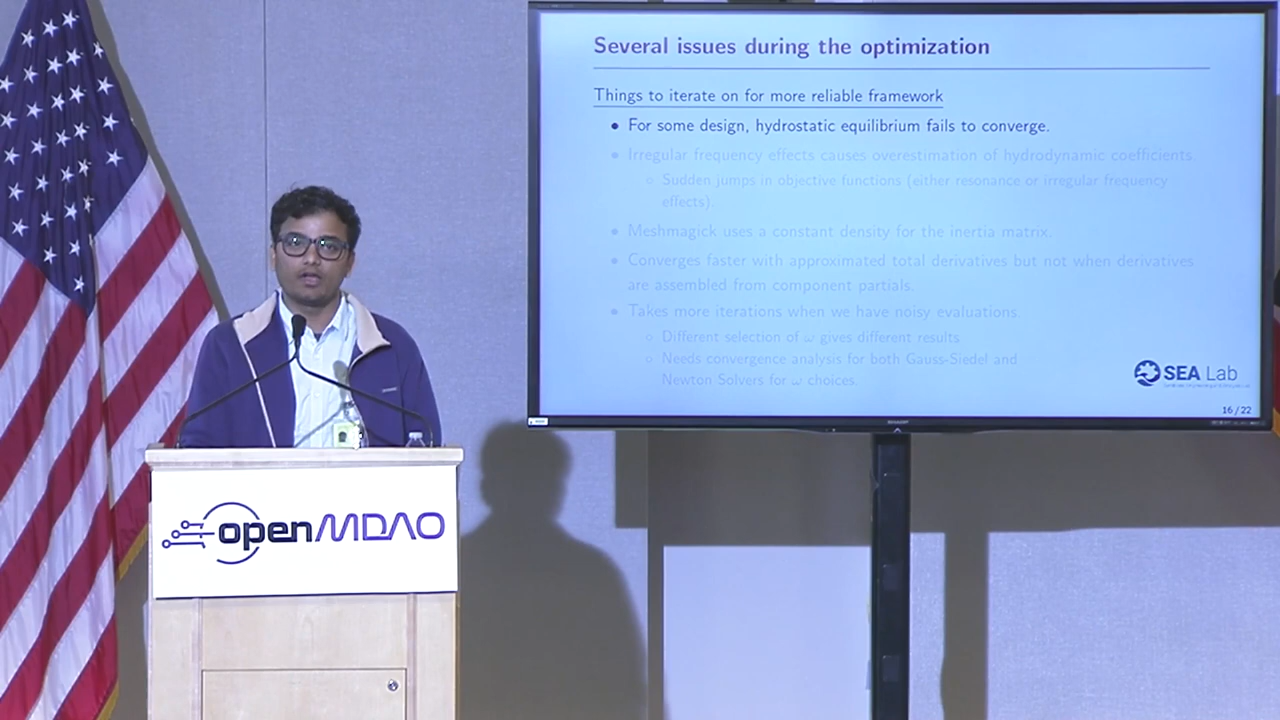 Several issues during the optimization
Things to iterate on for more reliable framework
• For some design, hydrostatic equilibrium fails to converge.
• Irregular frequency effects causes overestimation of hydrodynamic coefficients.
◦ Sudden jumps in objective functions (either resonance or irregular frequency
effects).
• Meshmagick uses a constant density for the inertia matrix.
• Converges faster with approximated total derivatives but not when derivatives
are assembled from component partials.
• Takes more iterations when we have noisy evaluations.
◦ Different selection of ω gives different results
◦ Needs convergence analysis for both Gauss-Siedel and
Newton Solvers for ω choices.
SEA Lab
16/22
openMDAO